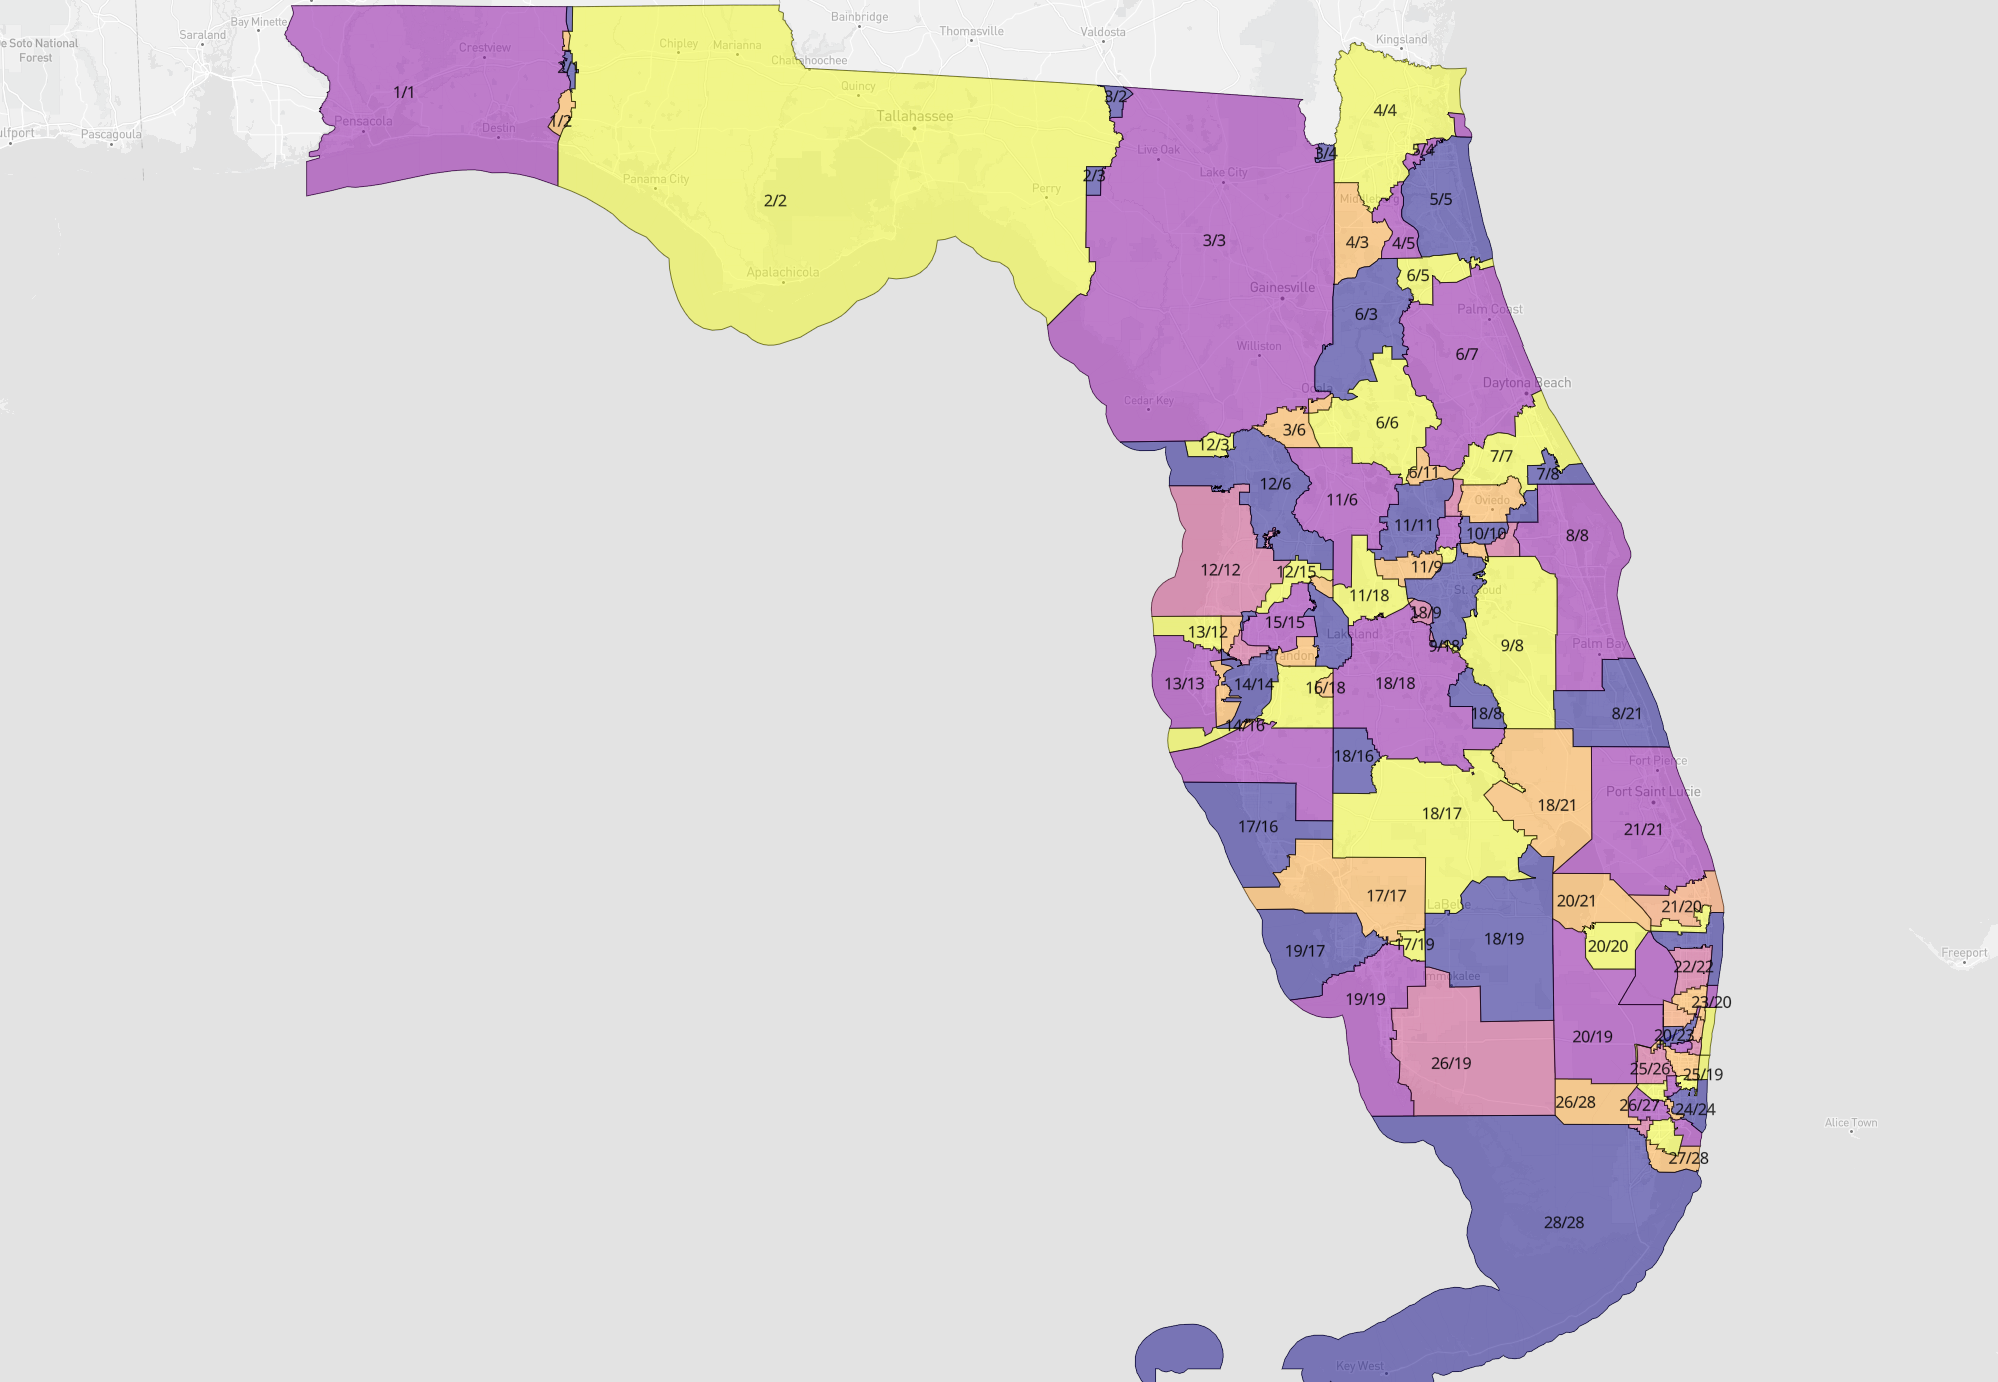 Bay Minette
Saraland
Soto National
Forest
Crestview
Chipley
Marianna
Bainbridge
Thomasville
Valdosta
Kingsland
Chattahoochee
Quincy
Tallahassee
Pensacola
Destin
Pascagoula
Panama City
Perry
Apalachicola
Live Oak
Lake City
Middleburg
Gainesville
Williston
Cedar Key
Ocala
Palm Coast
Daytona Beach
Oviedo
St. Cloud
Lakeland
Brandon
Palm Bay
Fort Pierce
Port Saint Lucie
LaBelle
Immokalee
Freeport
Alice Town
Key West
1/1
1/2
2/2
3/2
2/3
3/3
3/4
4/4
5/4
5/5
4/3
4/5
6/5
6/3
6/7
6/6
3/6
12/3
6/11
7/7
7/8
12/6
11/6
11/11
10/10
8/8
12/12
12/15
11/9
11/18
18/9
15/15
13/12
9/18
9/8
13/13
14/14
16/18
18/18
14/16
18/8
8/21
18/16
17/16
18/17
18/21
21/21
17/17
20/21
21/20
19/17
17/19
18/19
20/20
22/22
19/19
23/20
20/19
20/23
26/19
25/26
25/19
26/28
26/27
24/24
27/28
28/28